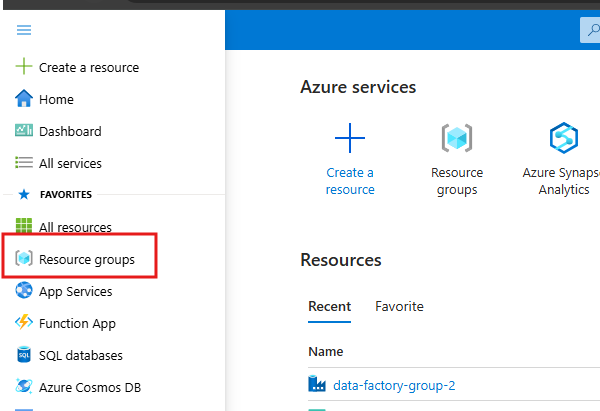 Create a resource
Home
Dashboard
All services
FAVORITES
All resources
Resource groups
App Services
Function App
SQL databases
Azure Cosmos DB
Azure services
Create a
resource
Resource
groups
Azure Synaps
Analytics
Resources
Recent
Favorite
Name
data-factory-group-2